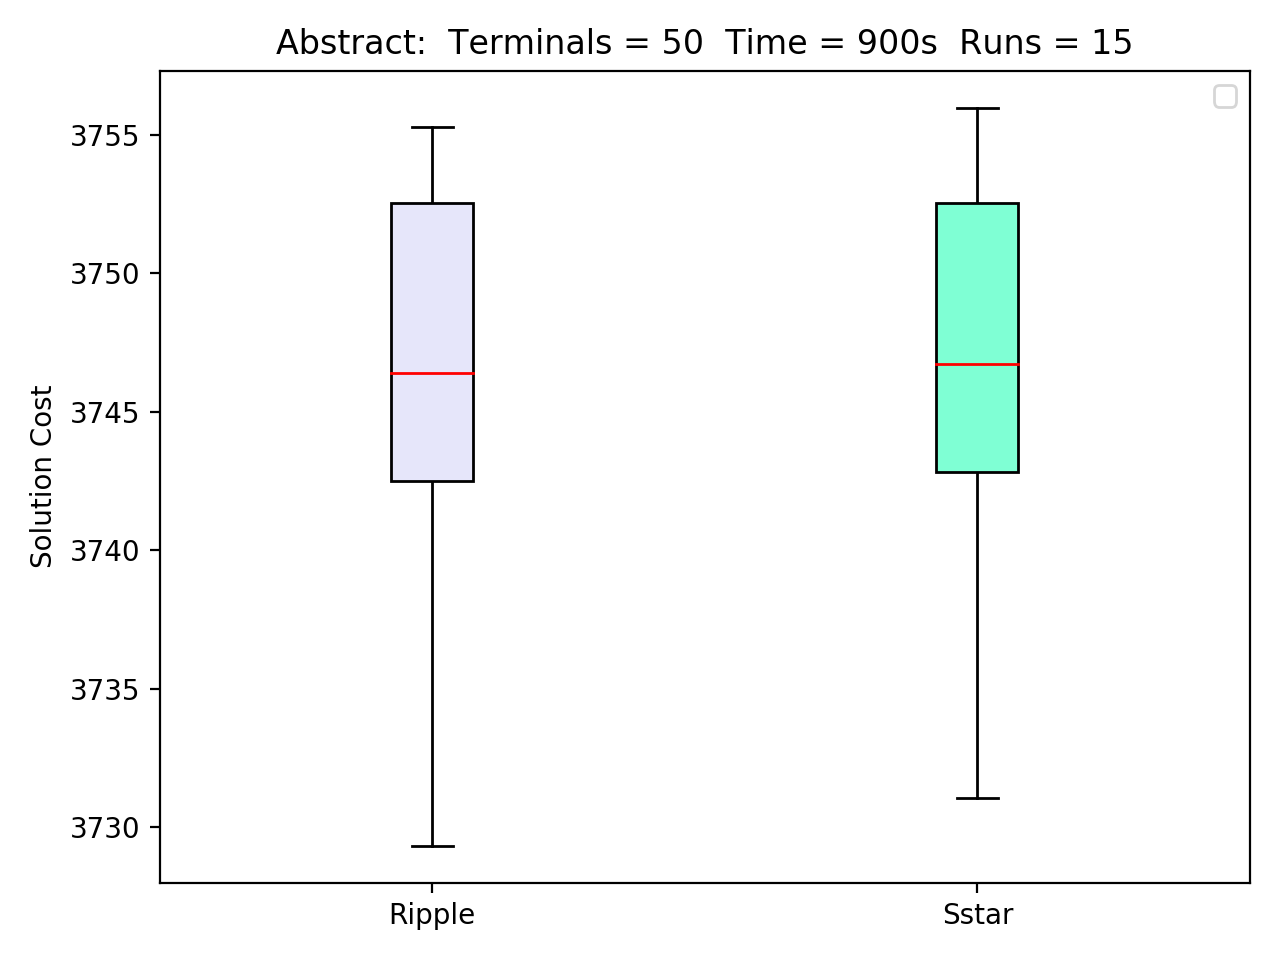 Abstract:  Terminals = 50  Time = 900s  Runs = 15
Solution Cost
3755
3750
3745
3740
3735
3730
Ripple
Sstar